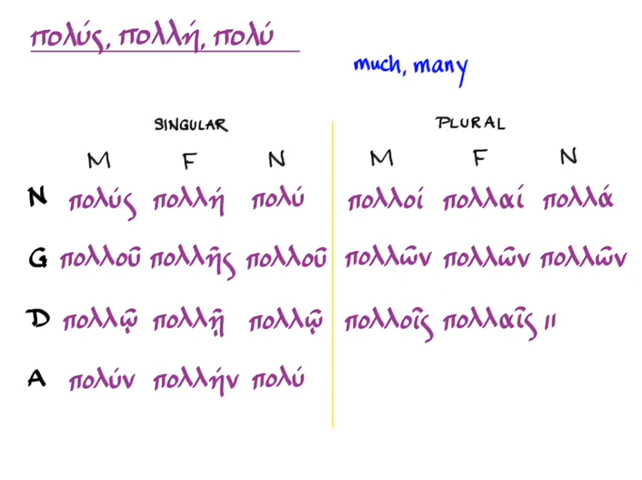 πολύς, πολλή, πολύ
much, many
SINGULAR PLURAL
M F N M F N
N πολύς πολλή πολύ πολλοί πολλαί πολλά
G πολλοῦ πολλῆς πολλοῦ πολλῶν πολλῶν πολλῶν
D πολλῷ πολλῇ πολλῷ πολλοῖς πολλαῖς "
A πολύν πολλήν πολύ